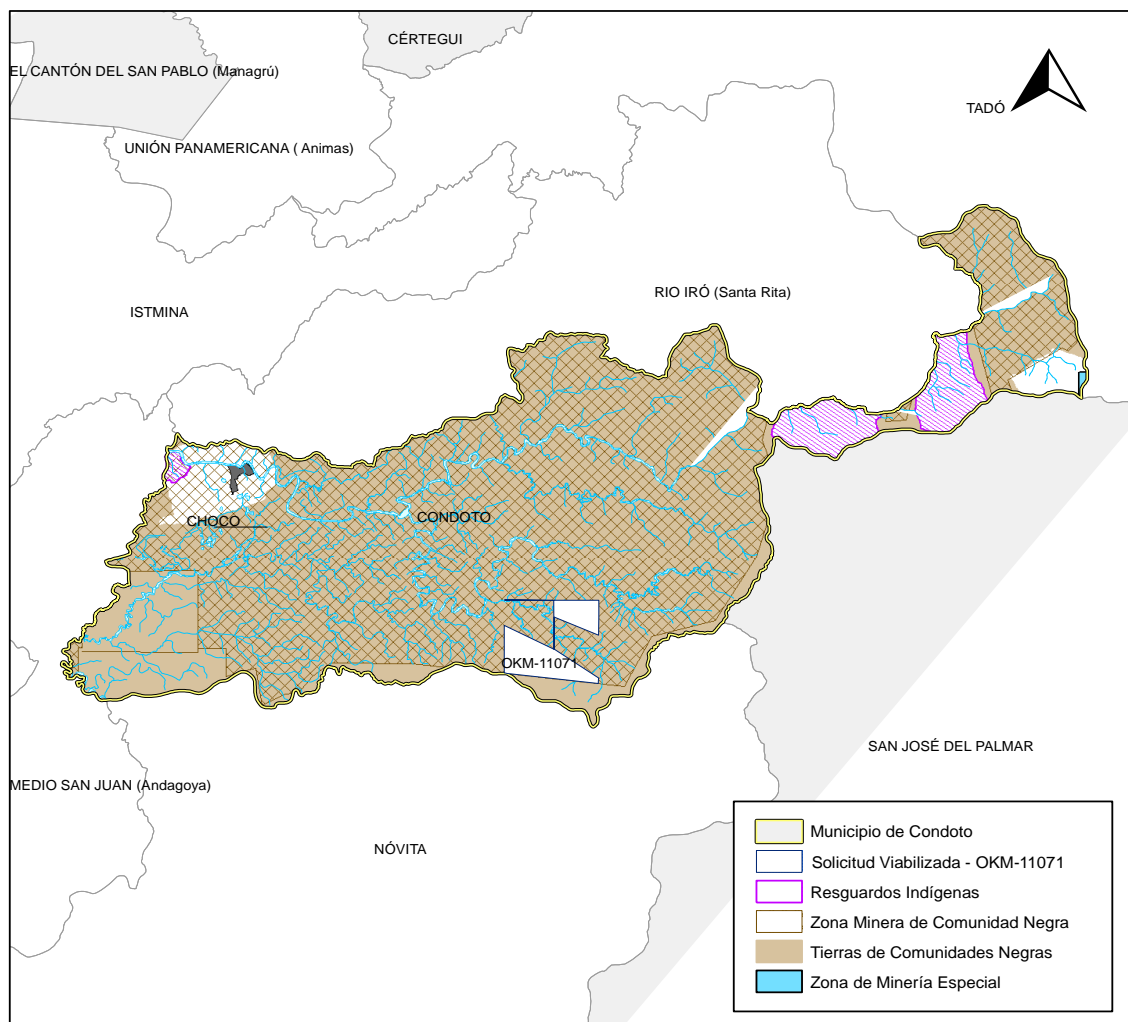 CÉRTEGUI
EL CANTÓN DEL SAN PABLO (Managrú)
TADÓ
UNIÓN PANAMERICANA ( Animas)
RIO IRÓ (Santa Rita)
ISTMINA
CHOCO
CONDOTO
OKM-11071
SAN JOSÉ DEL PALMAR
MEDIO SAN JUAN (Andagoya)
NÓVITA
Municipio de Condoto
Solicitud Viabilizada - OKM-11071
Resguardos Indígenas
Zona Minera de Comunidad Negra
Tierras de Comunidades Negras
Zona de Minería Especial